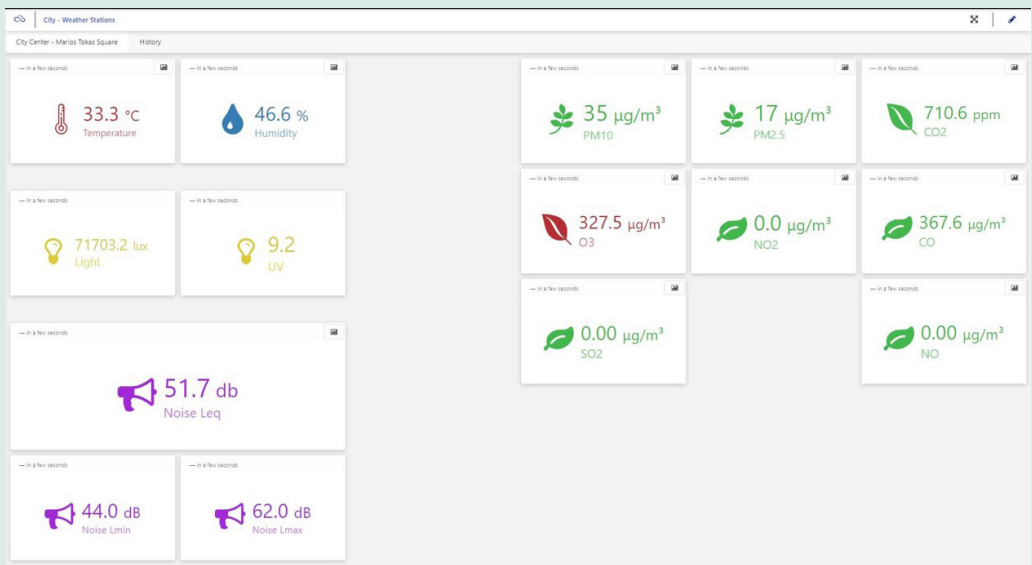 City - Weather Stations
City Center - Marios Tokas Square History
— in a few seconds
33.3 °C
Temperature
— in a few seconds
46.6 %
Humidity
— in a few seconds
35 µg/m³
PM10
— in a few seconds
17 µg/m³
PM2.5
— in a few seconds
710.6 ppm
CO2
— in a few seconds
71703.2 lux
Light
— in a few seconds
9.2
UV
— in a few seconds
327.5 µg/m³
O3
— in a few seconds
0.0 µg/m³
NO2
— in a few seconds
367.6 µg/m³
CO
— in a few seconds
51.7 db
Noise Leq
— in a few seconds
0.00 µg/m³
SO2
— in a few seconds
0.00 µg/m³
NO
— in a few seconds
44.0 dB
Noise Lmin
— in a few seconds
62.0 dB
Noise Lmax